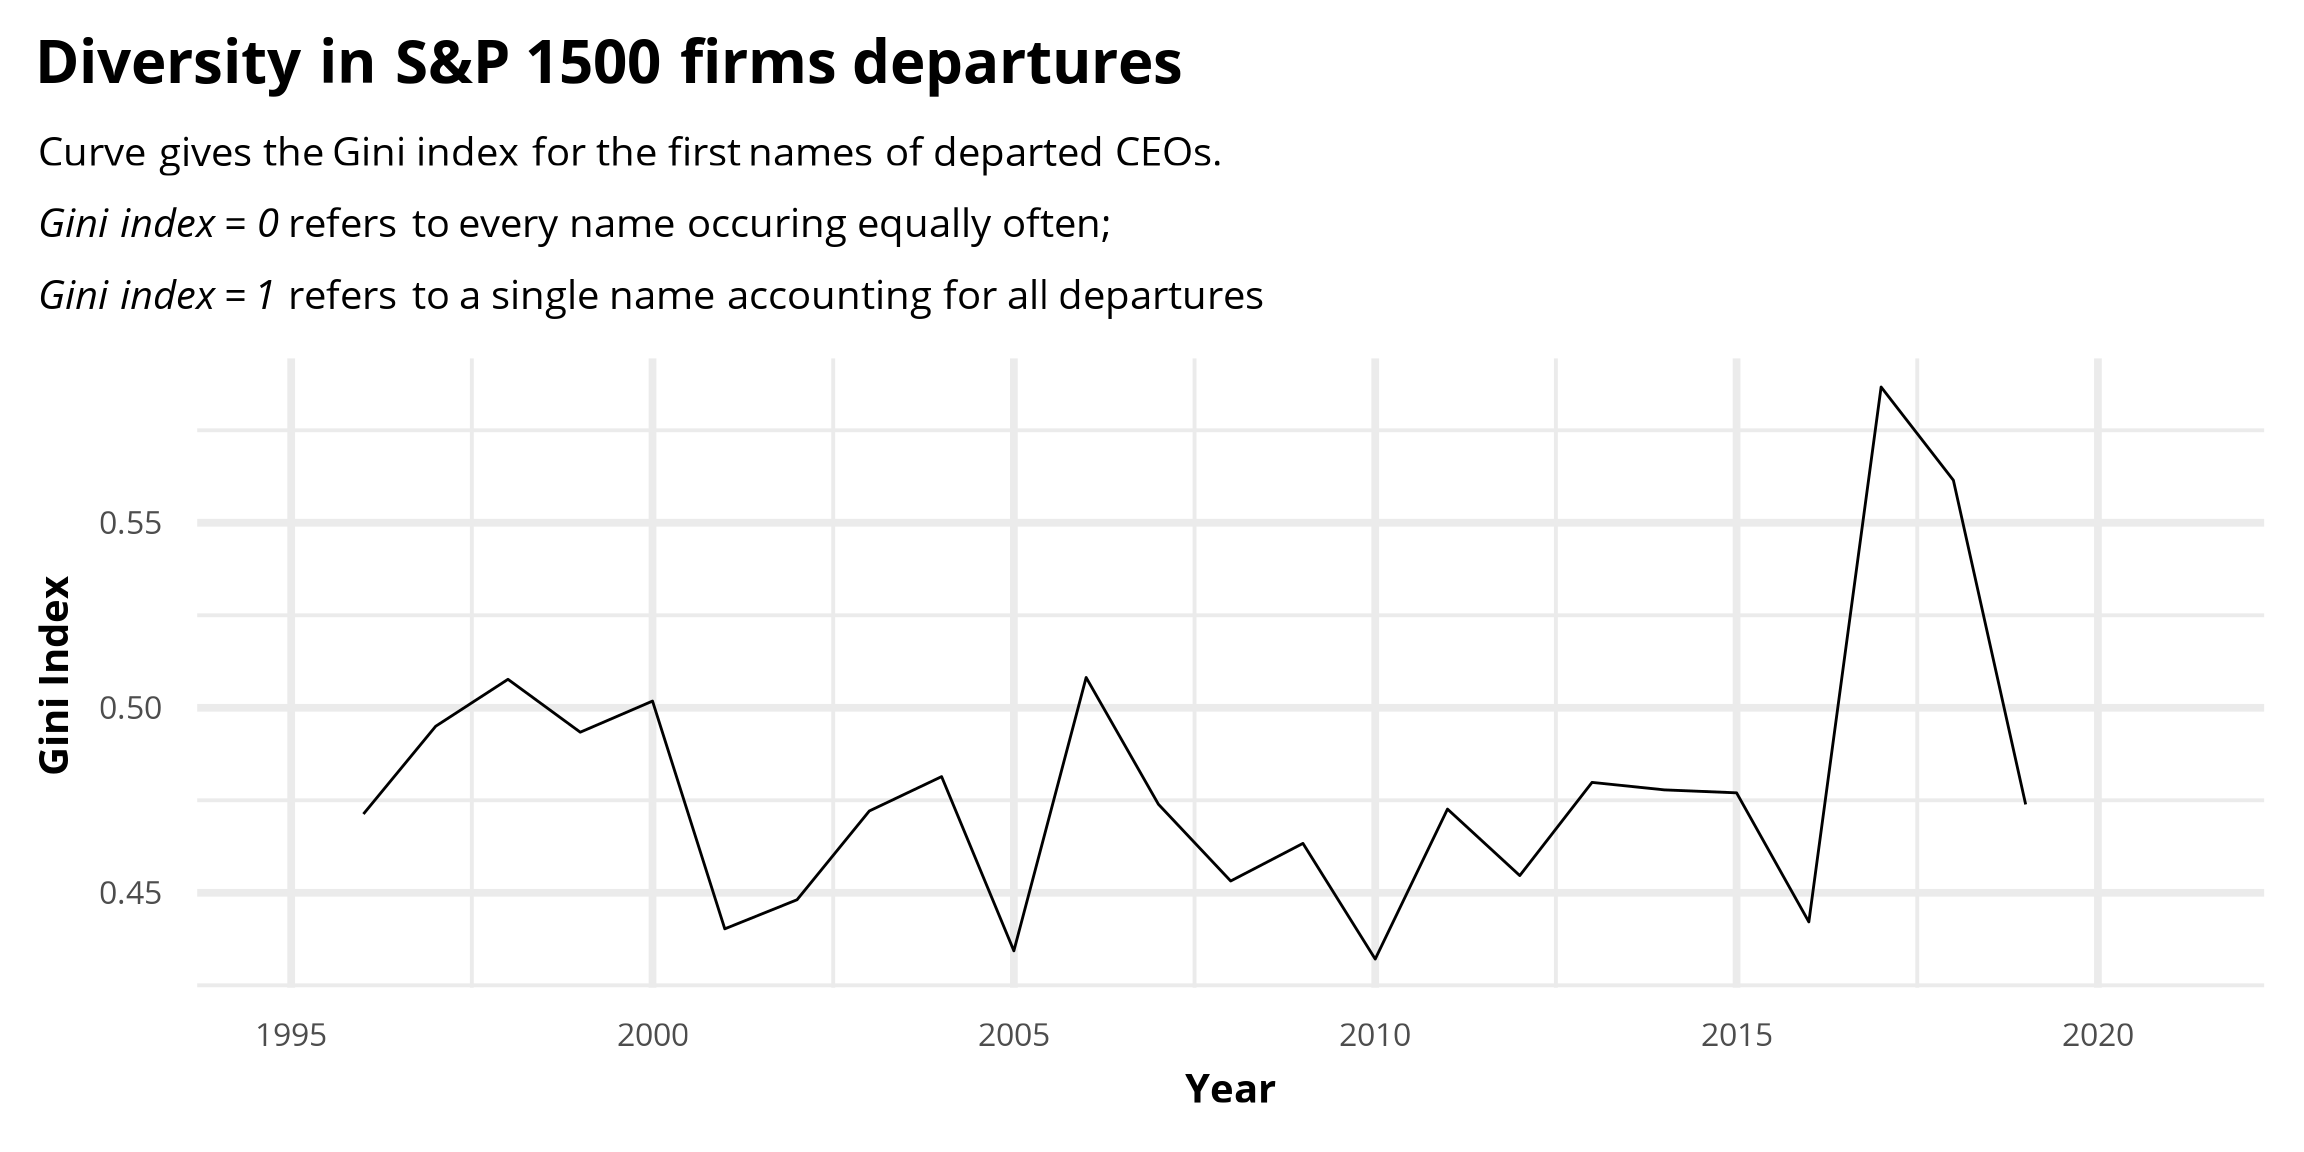 Diversity in S&P 1500 firms departures
Curve gives the Gini index for the first names of departed CEOs.
Gini index = 0 refers to every name occuring equally often;
Gini index = 1 refers to a single name accounting for all departures
0.55
0.50
0.45
Gini Index
1995
2000
2005
2010
2015
2020
Year